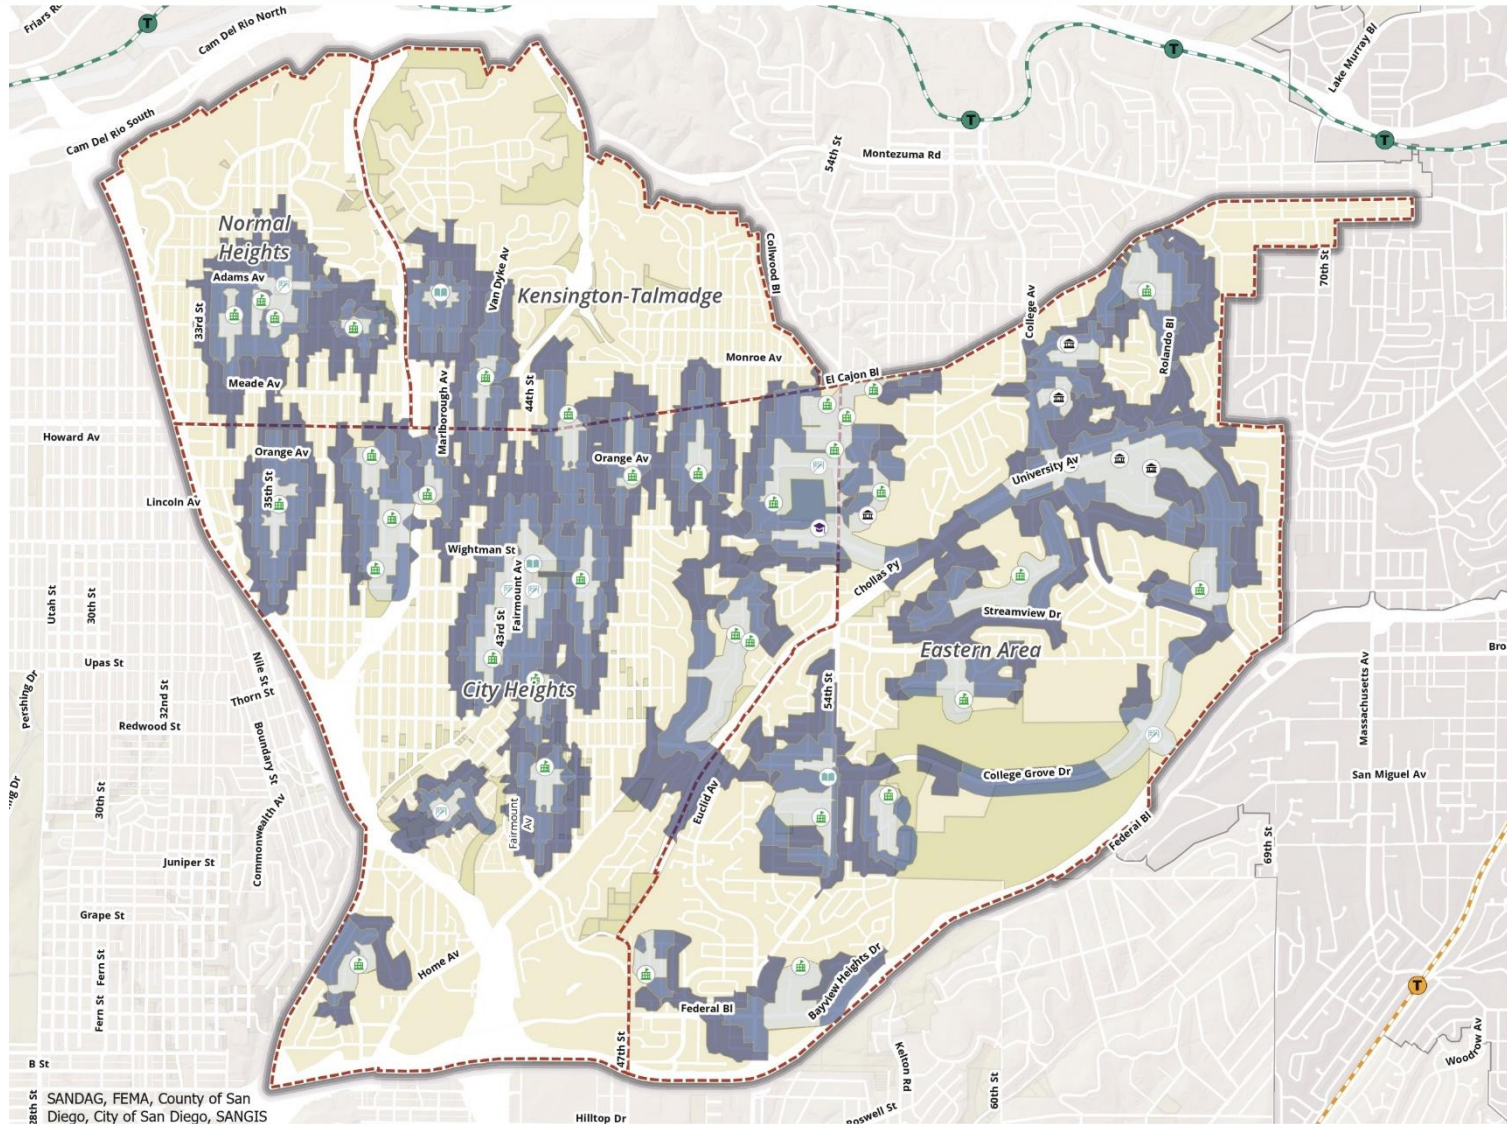 Friars Rd
Cam Del Rio North
Lake Murray Bl
Cam Del Rio South
54th St
Montezuma Rd
Normal
Heights
Adams Av
33rd St
Van Dyke Av
Kensington-Talmadge
Collwood Bl
College Av
70th St
Rolando Bl
Monroe Av
El Cajon Bl
Meade Av
Marlborough Av
44th St
Howard Av
Orange Av
Orange Av
35th St
Lincoln Av
University Av
Wightman St
Fairmount Av
43rd St
Chollas Py
Streamview Dr
Eastern Area
Utah St
30th St
Upas St
Nile St
Thorn St
32nd St
Redwood St
Boundary St
Pershing Dr
City Heights
54th St
Massachusetts Av
Bro
College Grove Dr
San Miguel Av
30th St
Commonwealth Av
Euclid Av
Fairmount
Av
Federal Bl
69th St
Juniper St
Grape St
Fern St
Fern St
Home Av
Bayview Heights Dr
Federal Bl
47th St
B St
28th St
Kelton Rd
60th St
Woodrow Av
Hilltop Dr
Roswell St
T
T
T
T
T
SANDAG, FEMA, County of San
Diego, City of San Diego, SANGIS